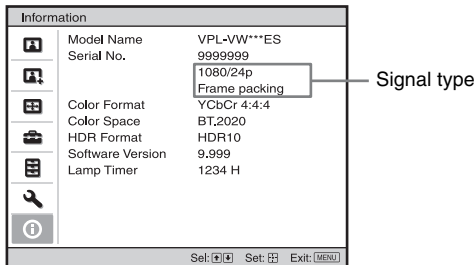 Information
Model Name VPL-VW***ES
Serial No. 9999999
1080/24p
Frame packing
Signal type
Color Format YCbCr 4:4:4
Color Space BT.2020
HDR Format HDR10
Software Version 9.999
Lamp Timer 1234 H
Sel: Set: Exit: MENU